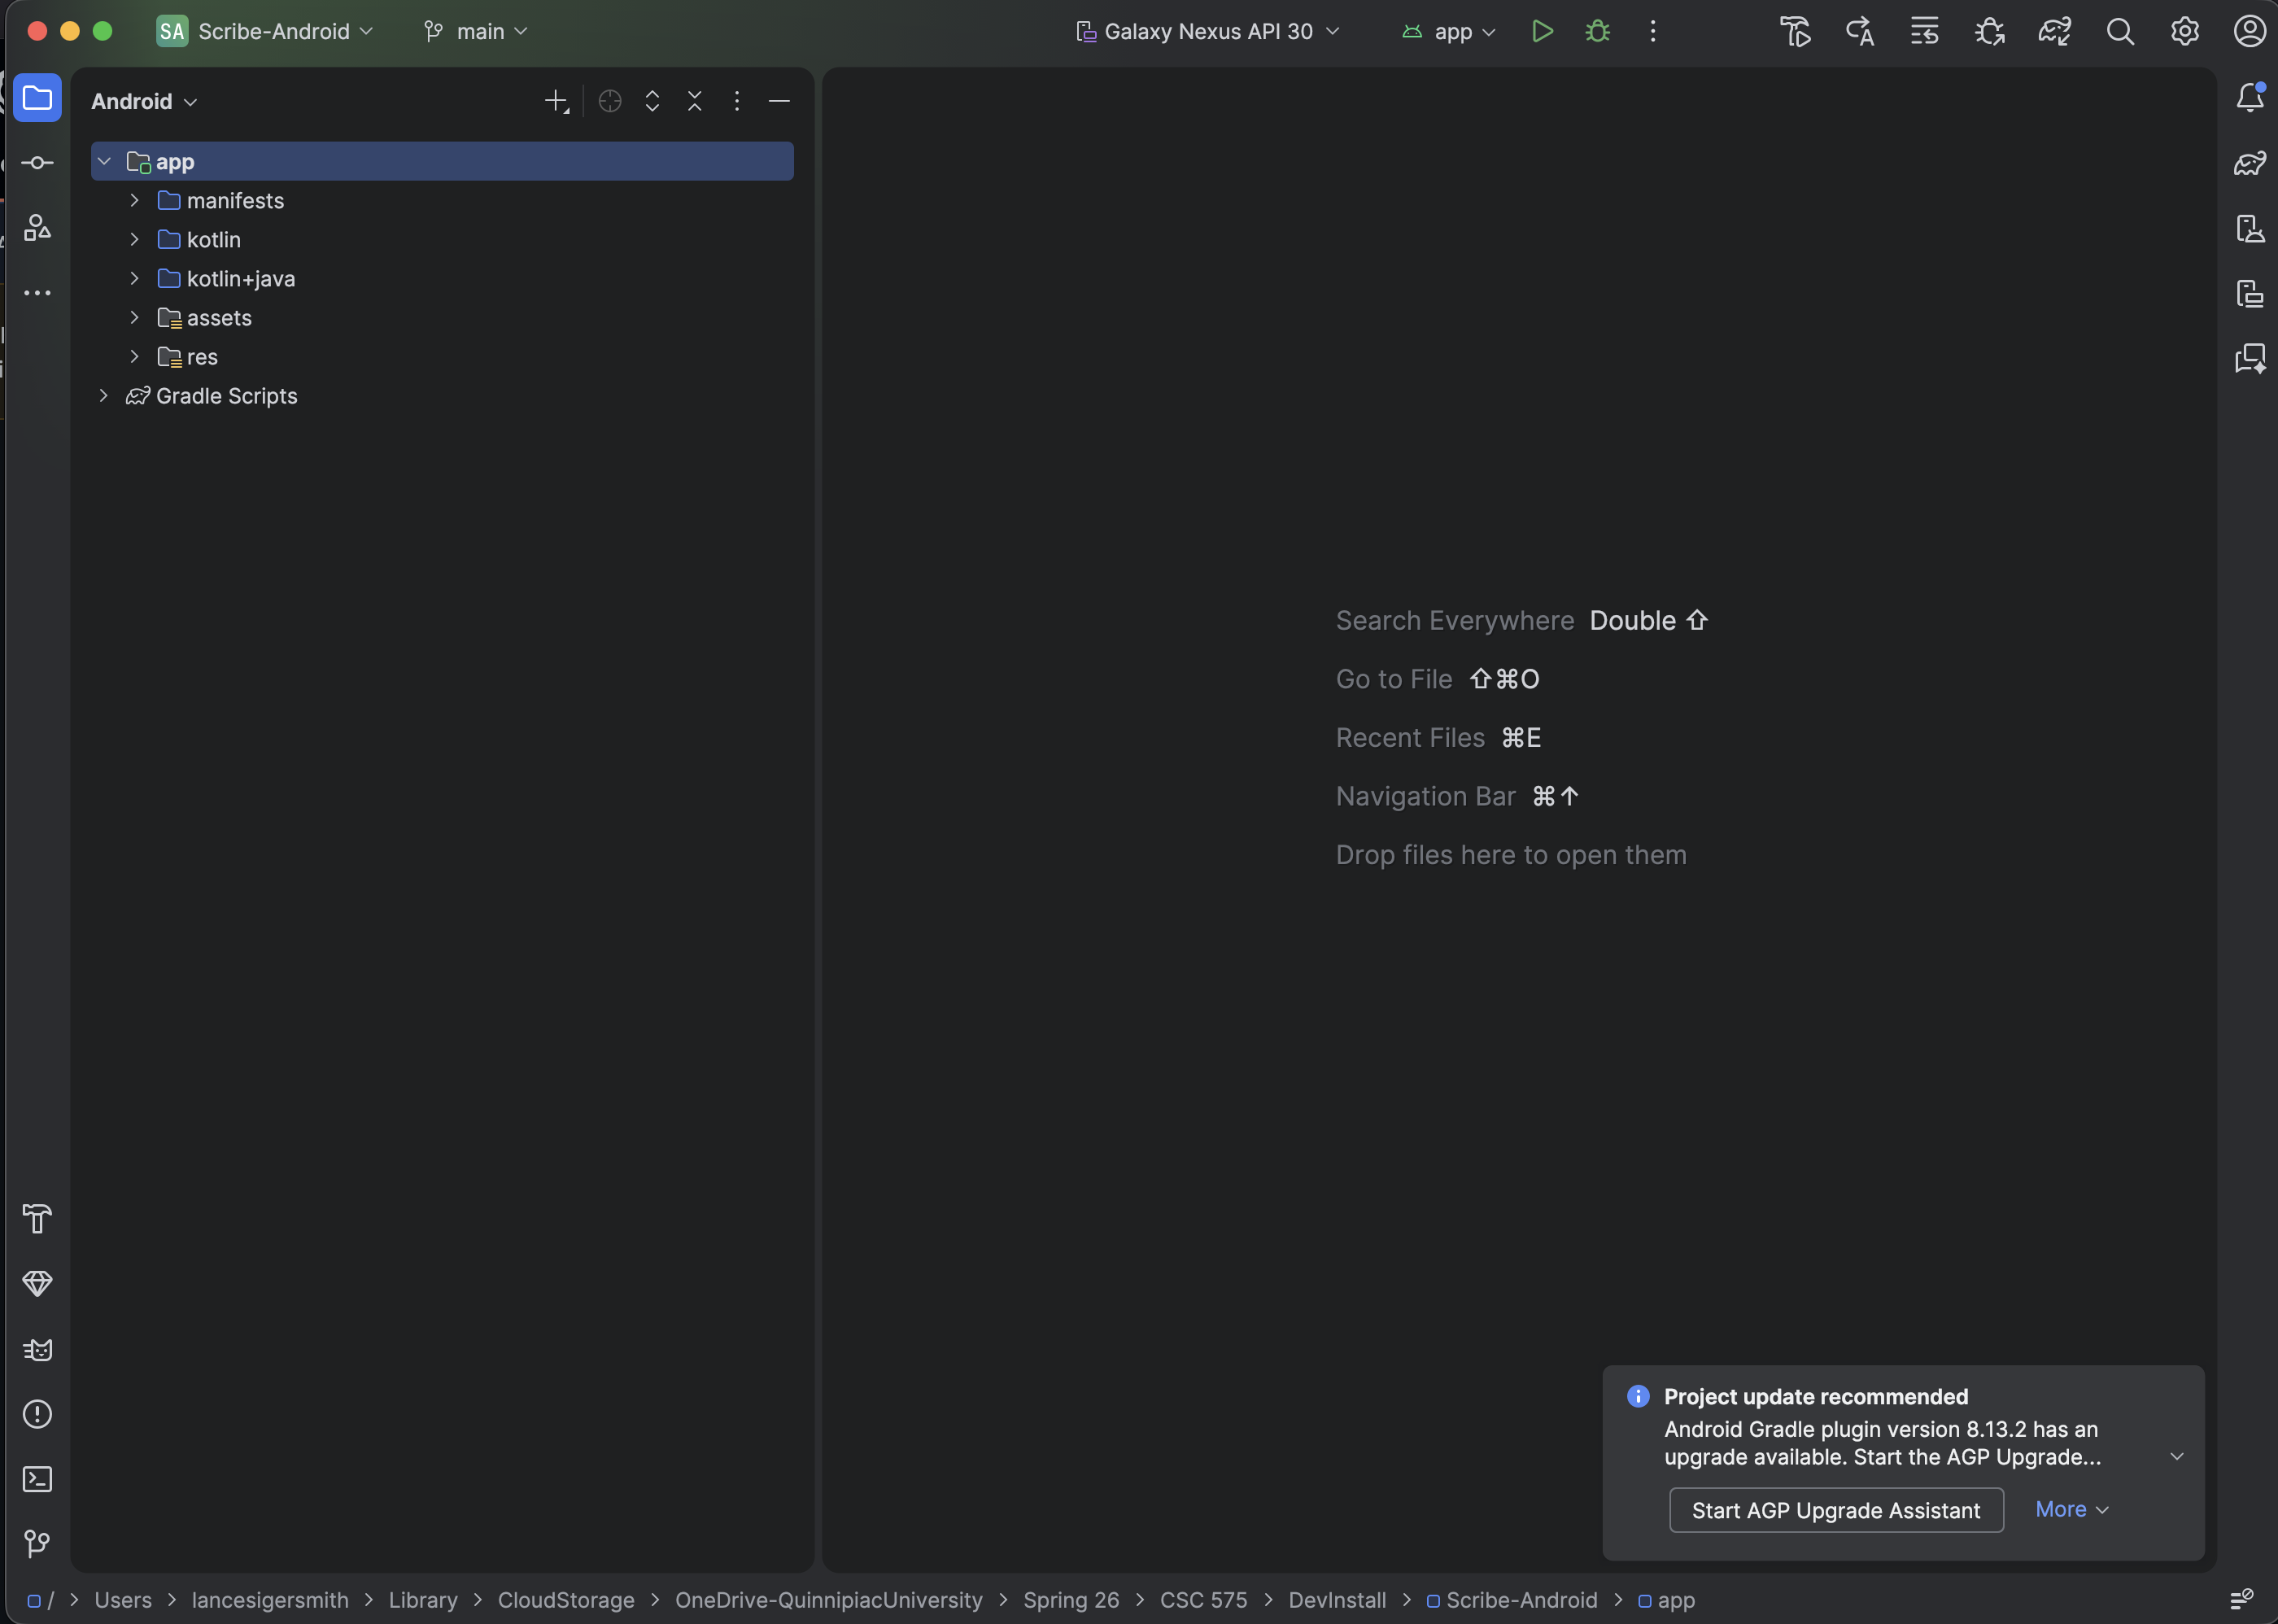 SA Scribe-Android main Galaxy Nexus API 30 app
Android
app
manifests
kotlin
kotlin+java
assets
res
Gradle Scripts
Search Everywhere Double ⇧
Go to File ⇧⌘O
Recent Files ⌘E
Navigation Bar ⌘↑
Drop files here to open them
Project update recommended
Android Gradle plugin version 8.13.2 has an
upgrade available. Start the AGP Upgrade...
Start AGP Upgrade Assistant More
/ > Users > lancesigersmith > Library > CloudStorage > OneDrive-QuinnipiacUniversity > Spring 26 > CSC 575 > DevInstall > Scribe-Android > app